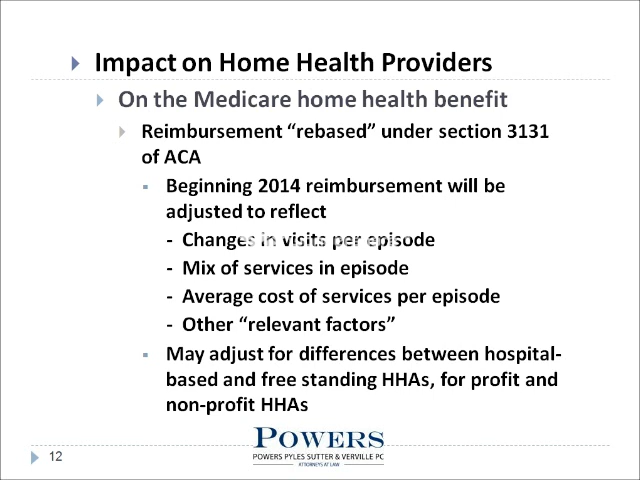 Impact on Home Health Providers
On the Medicare home health benefit
Reimbursement “rebased” under section 3131
of ACA
Beginning 2014 reimbursement will be
adjusted to reflect
- Changes in visits per episode
- Mix of services in episode
- Average cost of services per episode
- Other “relevant factors”
May adjust for differences between hospital-
based and free standing HHAs, for profit and
non-profit HHAs
POWERS
POWERS PYLES SUTTER & VERVILLE PC
ATTORNEYS AT LAW
12